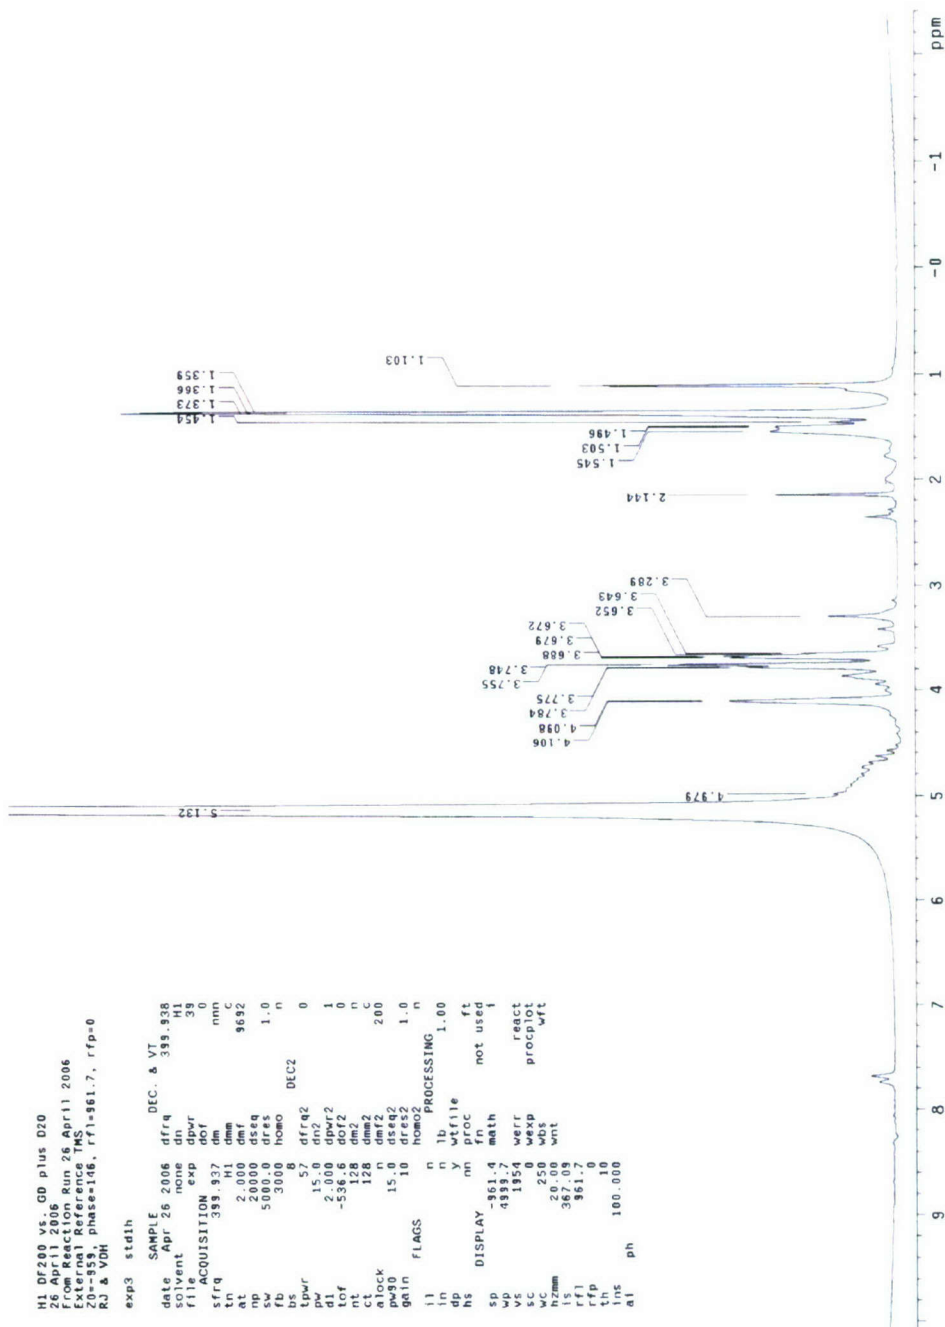 H1 DF200 vs. GD plus D2O
26 April 2006
From Reaction Run 26 April 2006
External Reference TMS
Z0=-959, phase=146, rfl=961.7, rfp=0
RJ & VDH
exp3 stdlh
SAMPLE
date Apr 26 2006
solvent none
file exp
ACQUISITION
sfrq 399.937
tn H1
at 2.000
np 20000
sw 5000.0
fb 3000
bs 8
tpwr 57
pw 15.0
d1 2.000
tof -536.6
nt 128
ct 128
alock n
pw90 15.0
gain 10
FLAGS
il n
in n
dp y
hs nn
DISPLAY
sp -961.4
wp 4999.7
vs 1954
sc 0
wc 250
hzmm 20.00
is 367.09
rfl 961.7
rfp 0
th 10
ins 100.000
ai ph
DEC. & VT
dfrq 399.938
dn H1
dpwr 39
dof 0
dm nnn
dmm c
dmf 9692
dseq
dres 1.0
homo n
DEC2
dfrq2 0
dn2
dpwr2 1
dof2 0
dm2 n
dmm2 c
dmf2 200
dseq2
dres2 1.0
homo2 n
PROCESSING
lb 1.00
wtfile
proc ft
fn not used
math f
werr react
wexp procplot
wbs wft
wnt
5.132
4.979
4.106
4.098
3.784
3.775
3.755
3.748
3.688
3.679
3.672
3.652
3.643
3.289
2.144
1.545
1.503
1.496
1.454
1.373
1.366
1.359
1.103
9 8 7 6 5 4 3 2 1 -0 -1 ppm